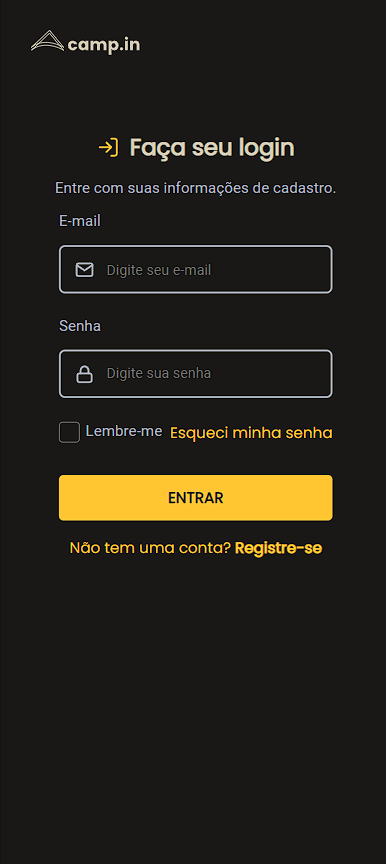 camp.in
Faça seu login
Entre com suas informações de cadastro.
E-mail
Digite seu e-mail
Senha
Digite sua senha
Lembre-me Esqueci minha senha
ENTRAR
Não tem uma conta? Registre-se